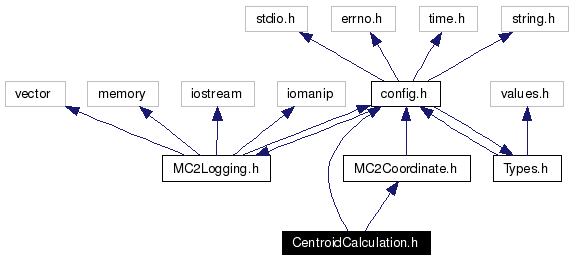 stdio.h errno.h time.h string.h
vector memory iostream iomanip config.h values.h
MC2Logging.h MC2Coordinate.h Types.h
CentroidCalculation.h